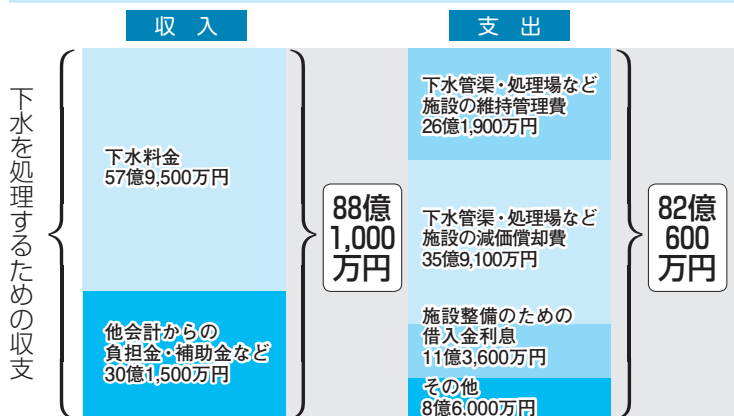 収入
支出
下水を処理するための収支
下水料金
57億9,500万円
他会計からの
負担金・補助金など
30億1,500万円
88億
1,000
万円
下水管渠・処理場など
施設の維持管理費
26億1,900万円
下水管渠・処理場など
施設の減価償却費
35億9,100万円
施設整備のための
借入金利息
11億3,600万円
その他
8億6,000万円
82億
600
万円